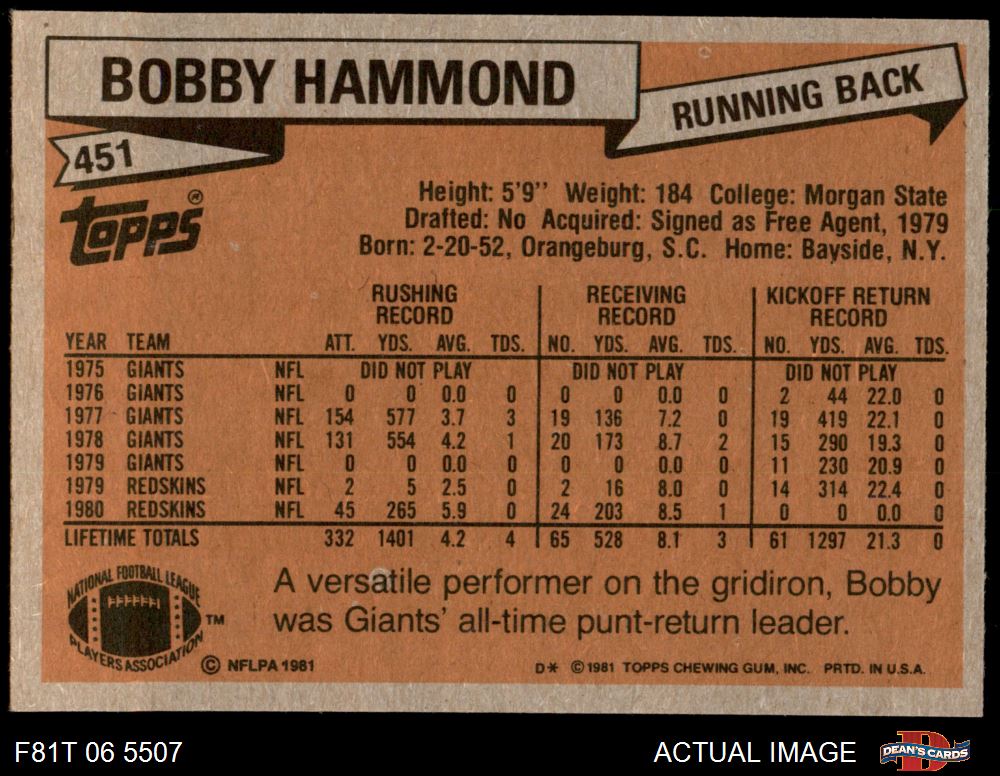 BOBBY HAMMOND
RUNNING BACK
451
Topps®
Height: 5'9'' Weight: 184 College: Morgan State
Drafted: No Acquired: Signed as Free Agent, 1979
Born: 2-20-52, Orangeburg, S.C. Home: Bayside, N.Y.
RUSHING RECEIVING KICKOFF RETURN
RECORD RECORD RECORD
YEAR TEAM ATT. YDS. AVG. TDS. NO. YDS. AVG. TDS. NO. YDS. AVG. TDS.
1975 GIANTS NFL DID NOT PLAY DID NOT PLAY DID NOT PLAY
1976 GIANTS NFL 0 0 0.0 0 0 0 0.0 0 2 44 22.0 0
1977 GIANTS NFL 154 577 3.7 3 19 136 7.2 0 19 419 22.1 0
1978 GIANTS NFL 131 554 4.2 1 20 173 8.7 2 15 290 19.3 0
1979 GIANTS NFL 0 0 0.0 0 0 0 0.0 0 11 230 20.9 0
1979 REDSKINS NFL 2 5 2.5 0 2 16 8.0 0 14 314 22.4 0
1980 REDSKINS NFL 45 265 5.9 0 24 203 8.5 1 0 0 0.0 0
LIFETIME TOTALS 332 1401 4.2 4 65 528 8.1 3 61 1297 21.3 0
A versatile performer on the gridiron, Bobby
was Giants' all-time punt-return leader.
NATIONAL FOOTBALL LEAGUE
PLAYERS ASSOCIATION
TM
© NFLPA 1981
D* © 1981 TOPPS CHEWING GUM, INC. PRTD. IN U.S.A.
F81T 06 5507
ACTUAL IMAGE
D
DEAN'S CARDS